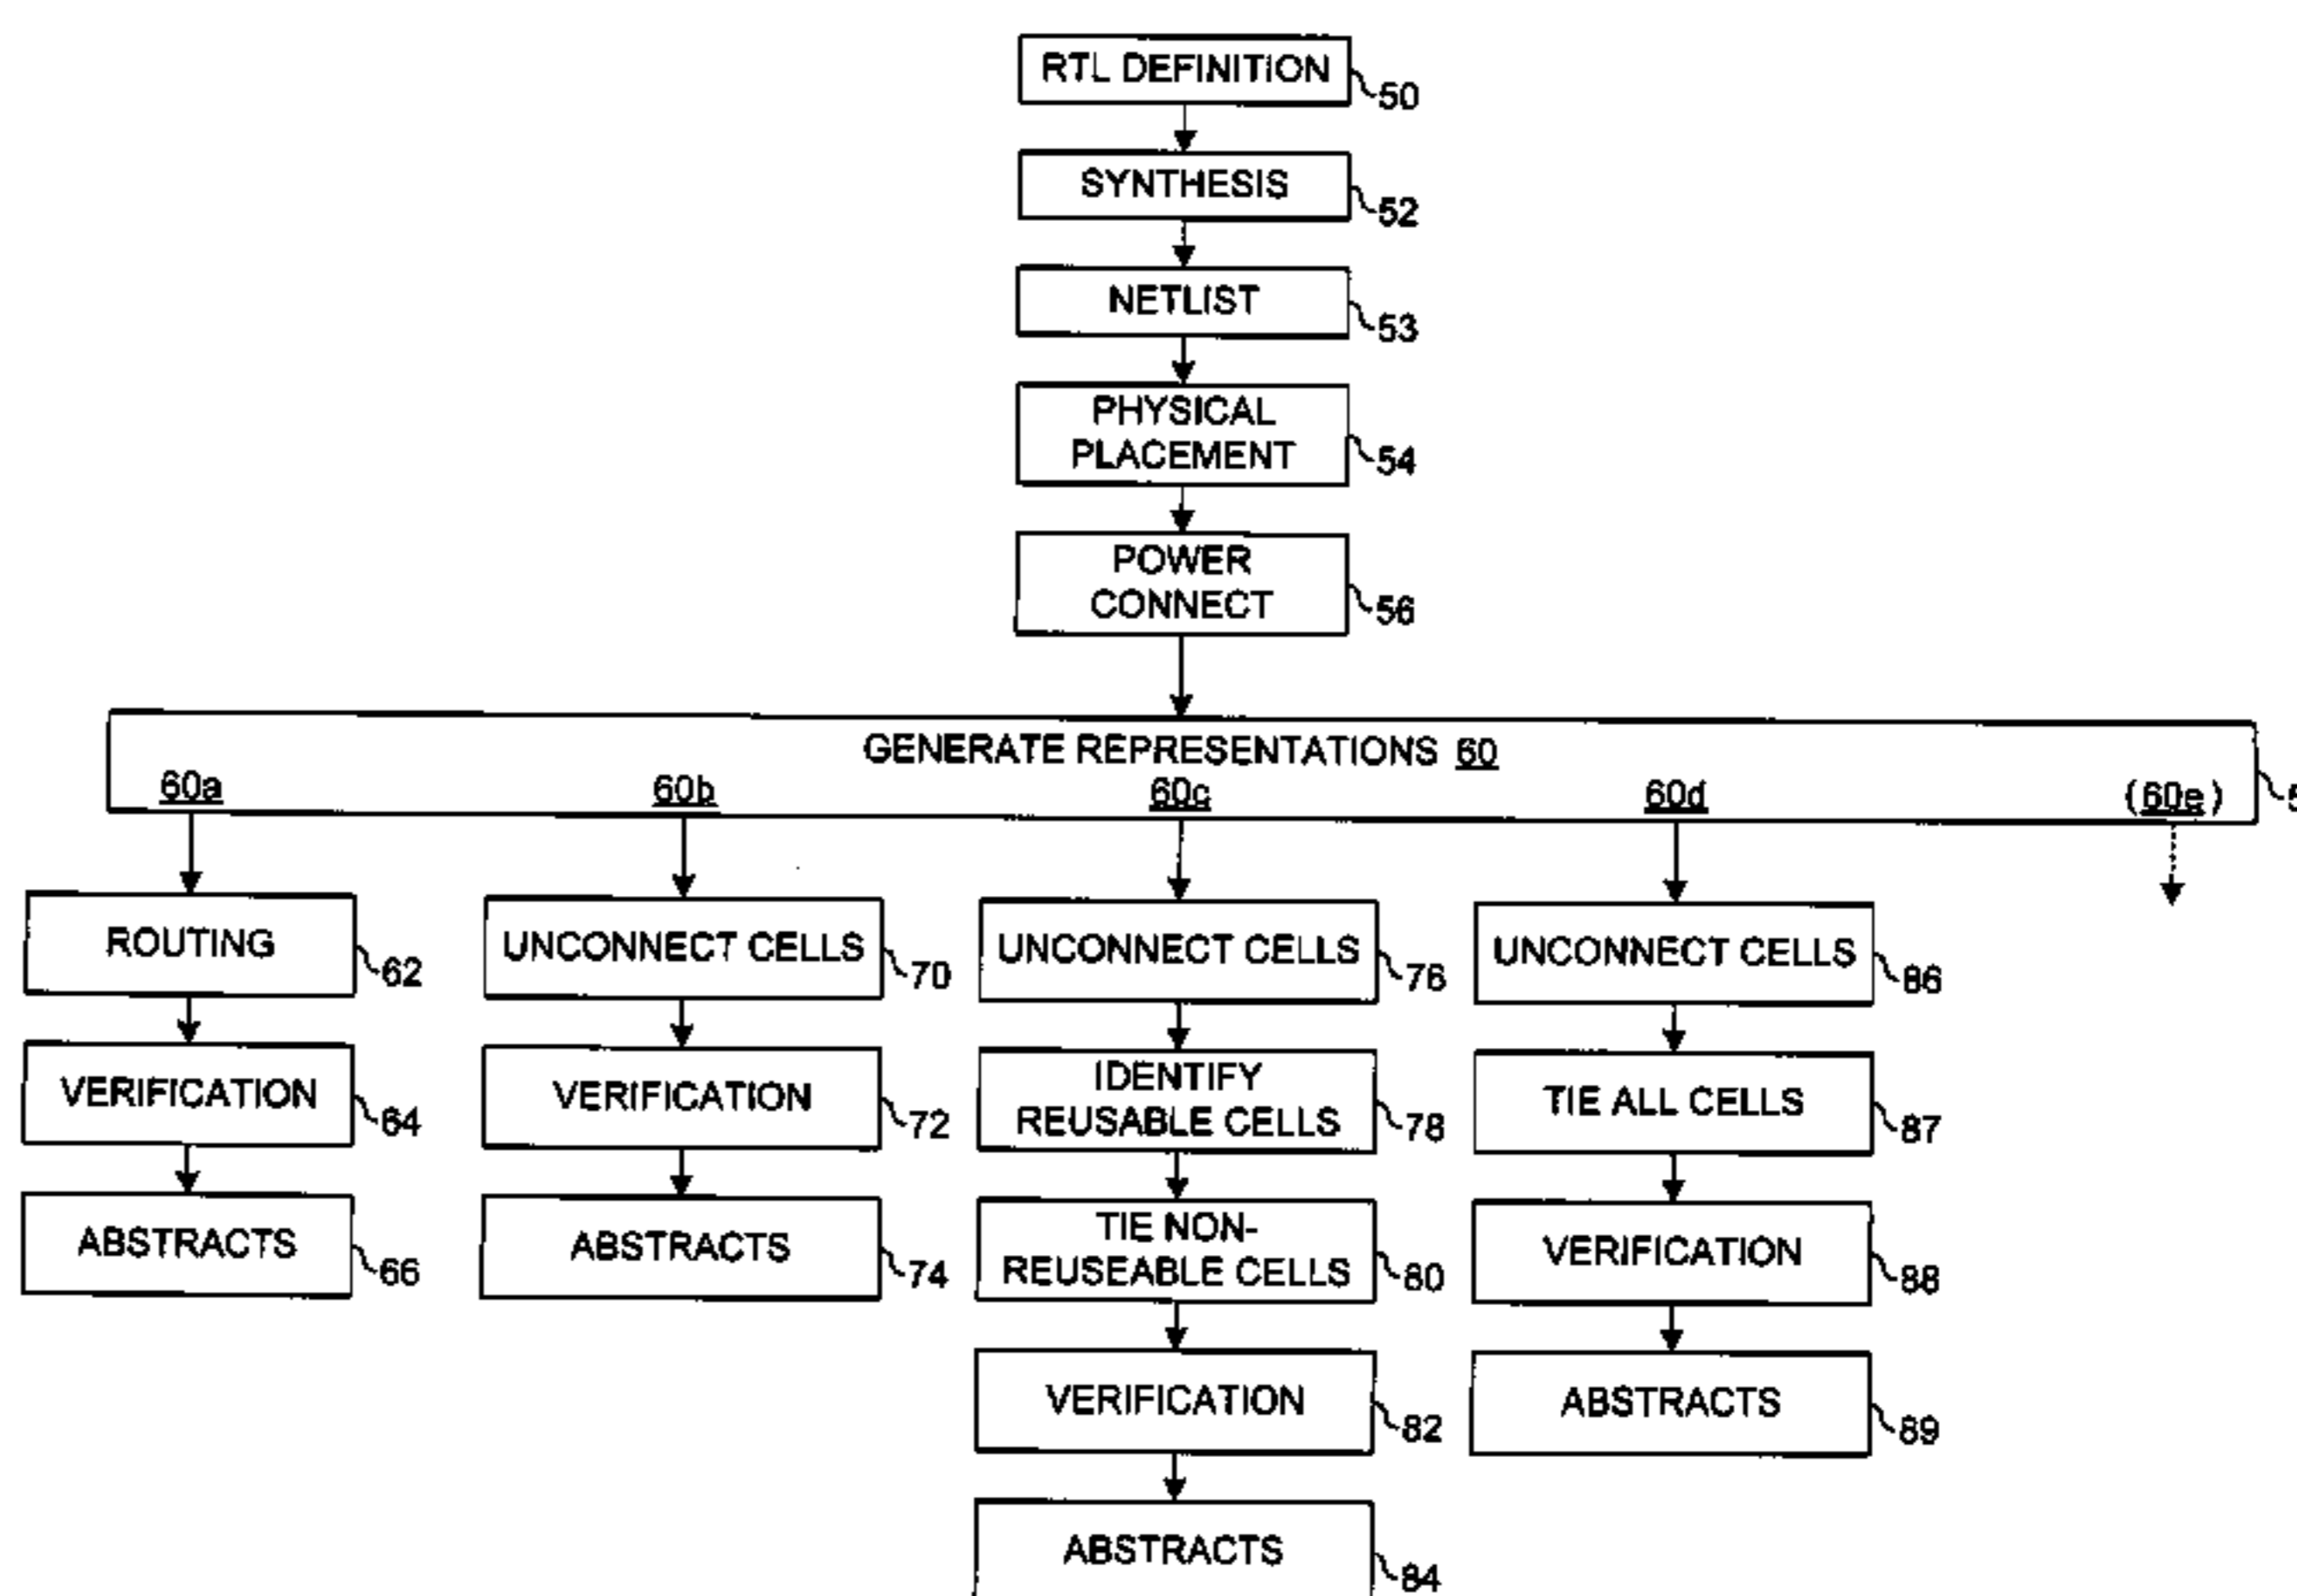 RTL DEFINITION
50
SYNTHESIS
52
NETLIST
53
PHYSICAL
PLACEMENT
54
POWER
CONNECT
56
GENERATE REPRESENTATIONS 60
60a
60b
60c
60d
(60e)
ROUTING
62
UNCONNECT CELLS
70
UNCONNECT CELLS
76
UNCONNECT CELLS
86
VERIFICATION
64
VERIFICATION
72
IDENTIFY
REUSABLE CELLS
78
TIE ALL CELLS
87
ABSTRACTS
66
ABSTRACTS
74
TIE NON-
REUSEABLE CELLS
80
VERIFICATION
88
VERIFICATION
82
ABSTRACTS
89
ABSTRACTS
84